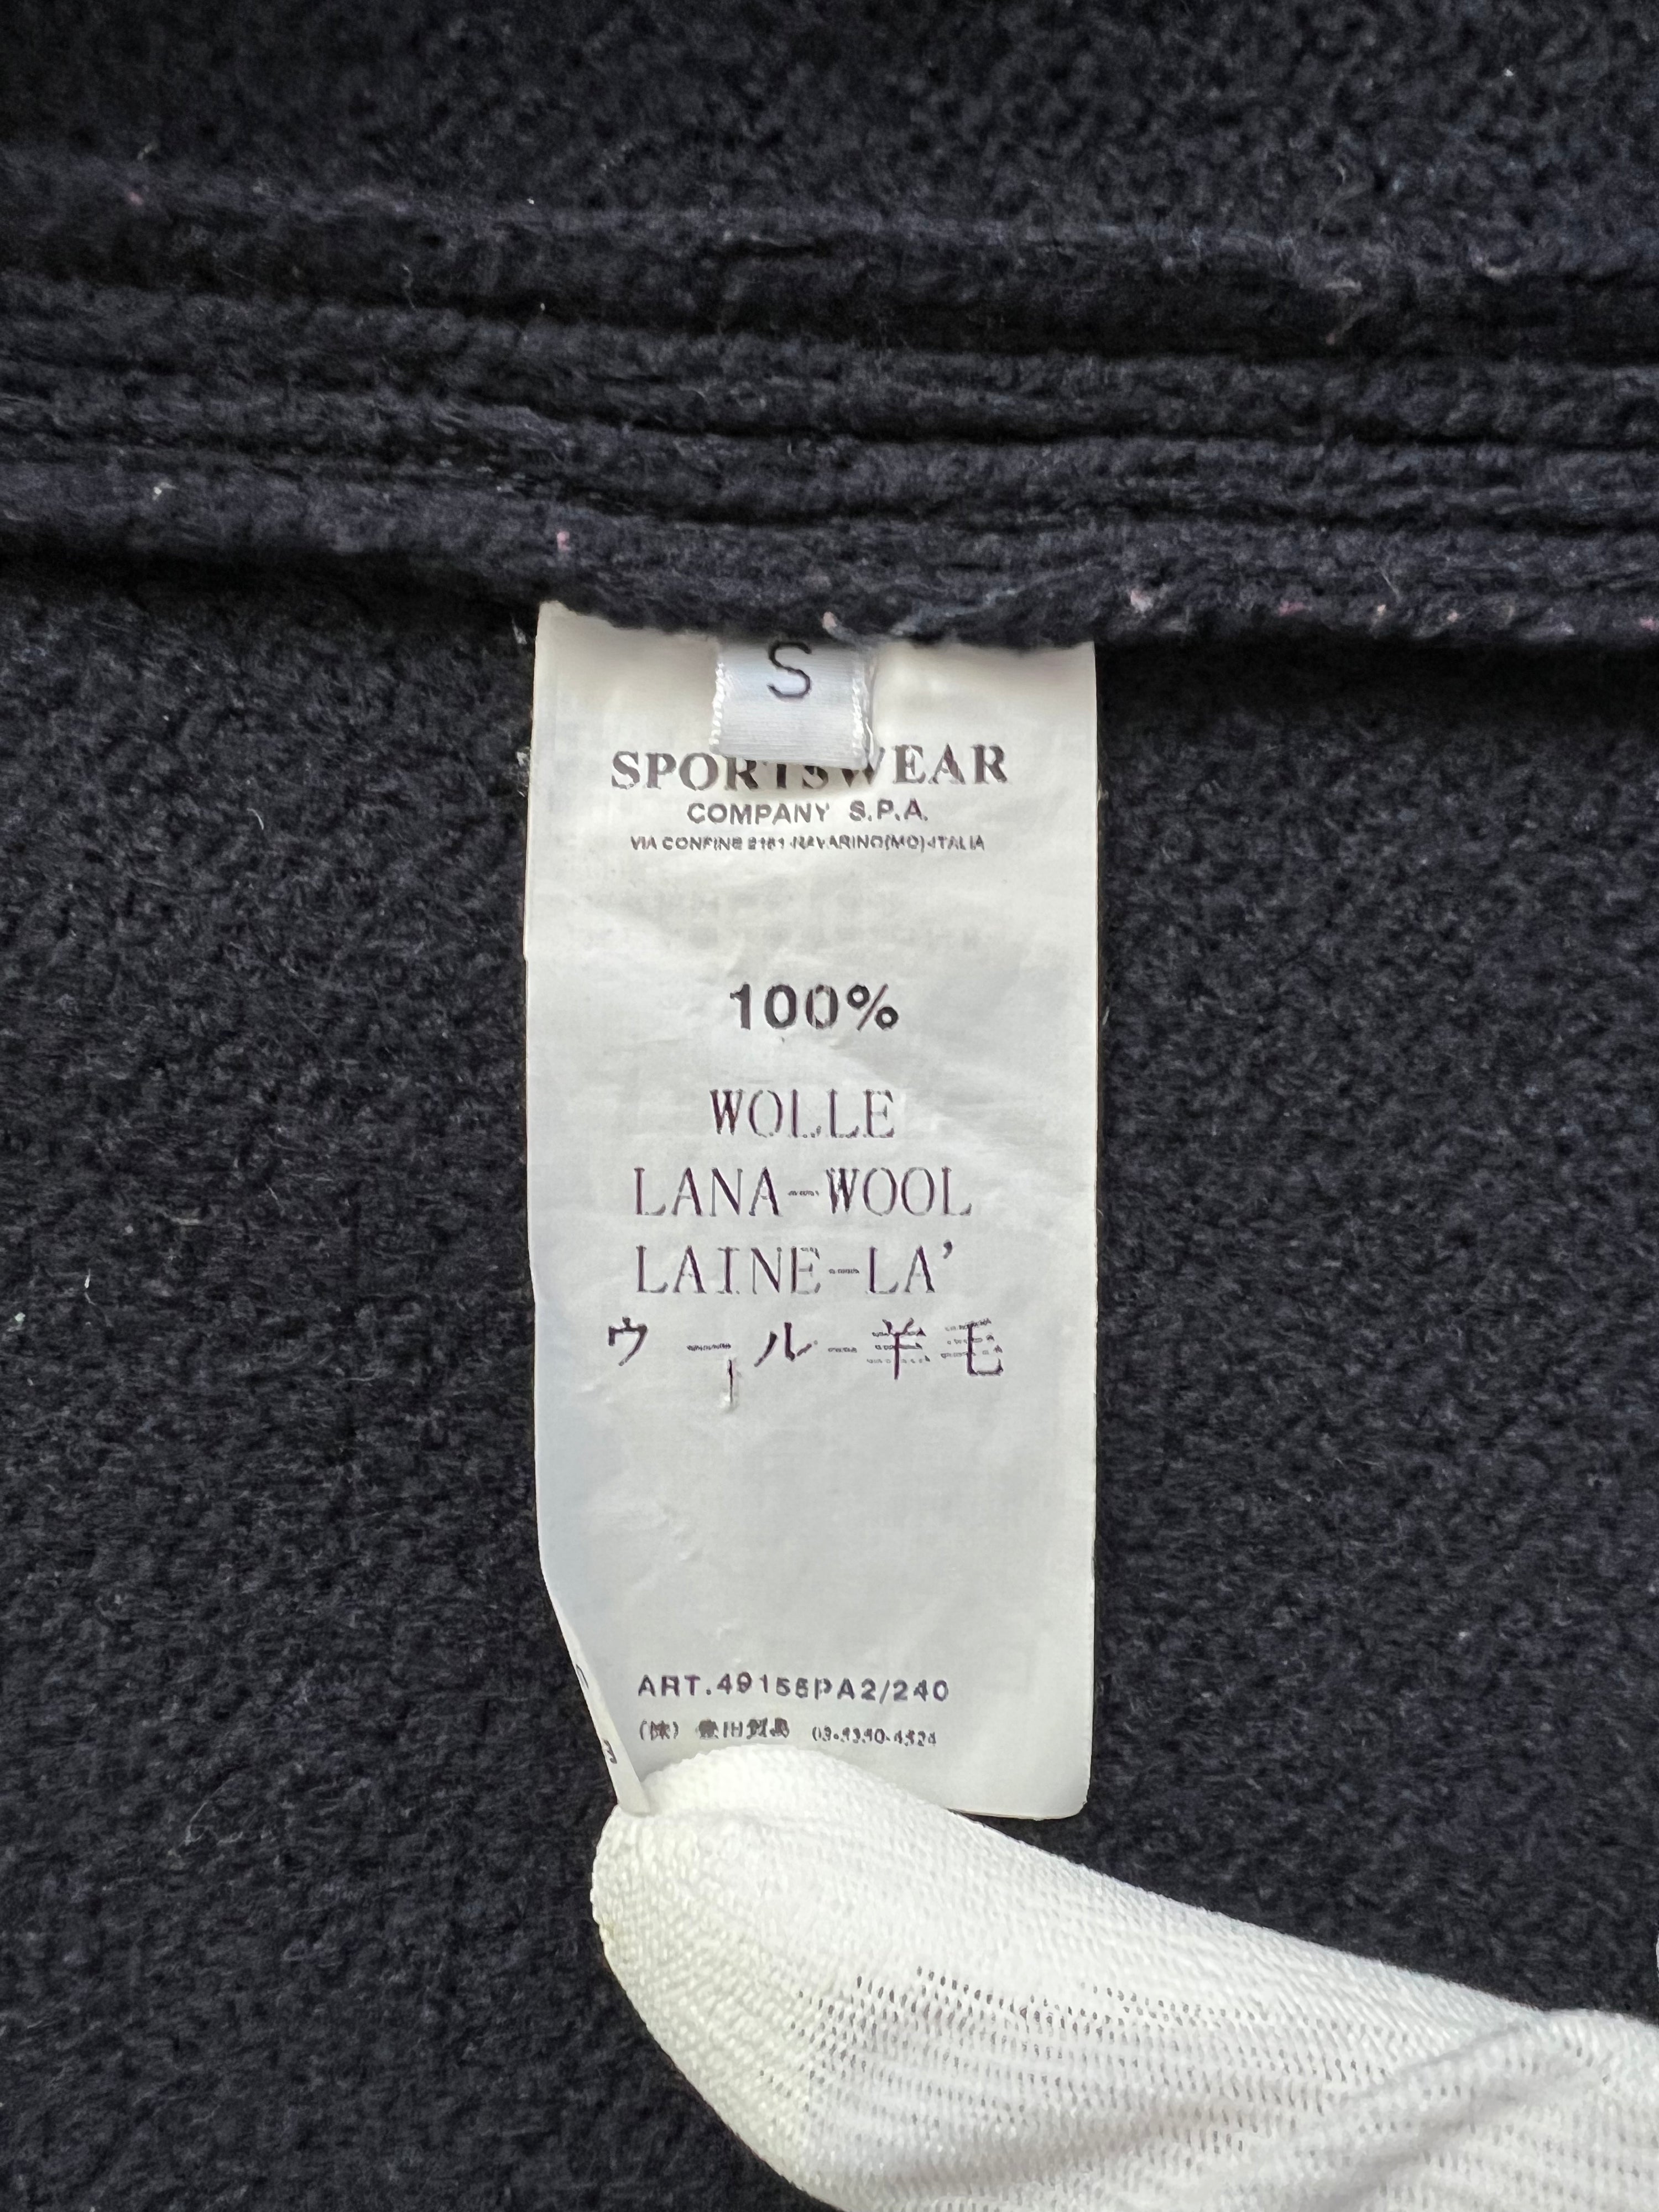 S
SPORTSWEAR
COMPANY S.P.A.
VIA CONFINE 2161-RAVARINO(MO)-ITALIA
100%
WOLLE
LANA-WOOL
LAINE-LA'
ウール-羊毛
ART.49155PA2/240
(株)